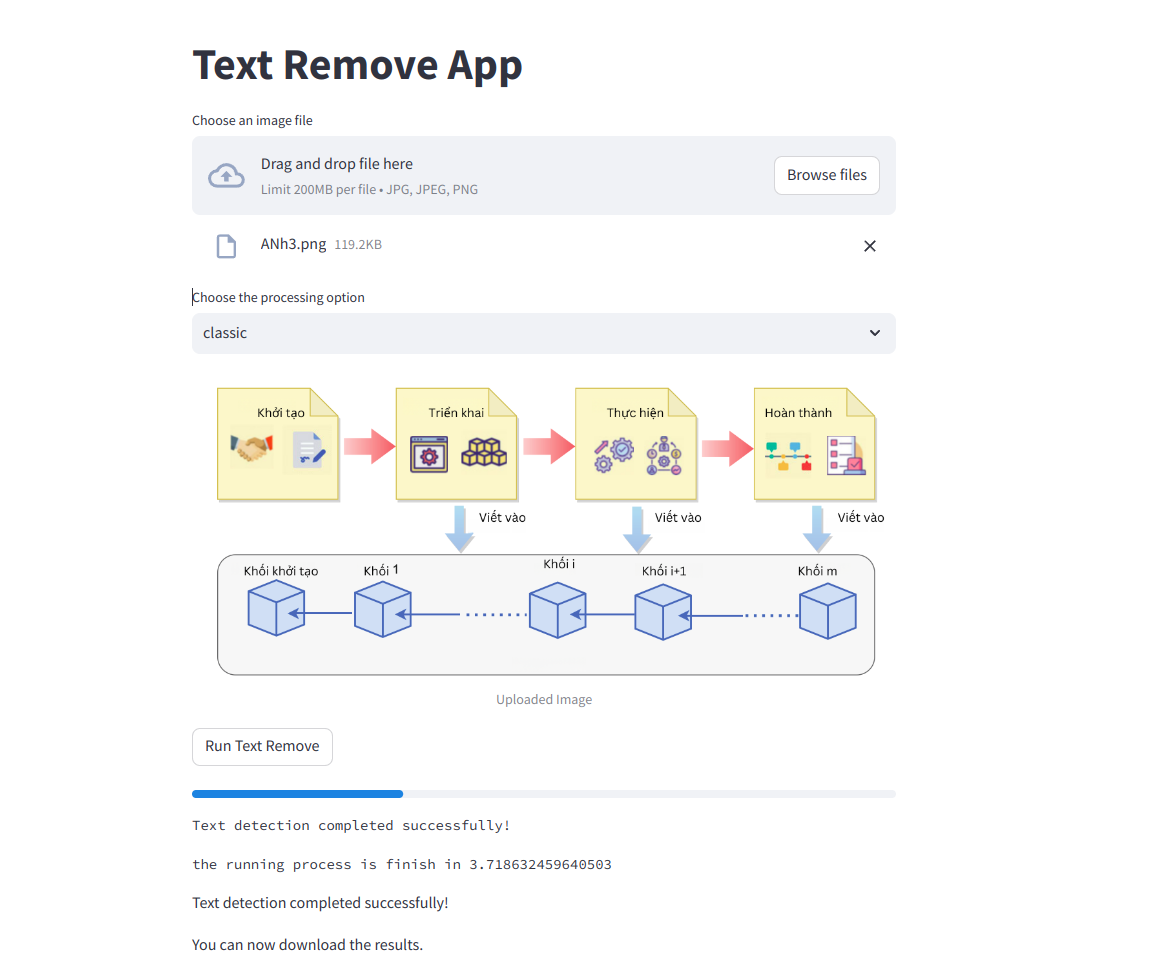 Text Remove App
Choose an image file
Drag and drop file here
Limit 200MB per file • JPG, JPEG, PNG
Browse files
ANh3.png 119.2KB
Choose the processing option
classic
Khởi tạo
Triển khai
Thực hiện
Hoàn thành
Viết vào
Viết vào
Viết vào
Khối khởi tạo
Khối 1
Khối i
Khối i+1
Khối m
Uploaded Image
Run Text Remove
Text detection completed successfully!
the running process is finish in 3.718632459640503
Text detection completed successfully!
You can now download the results.